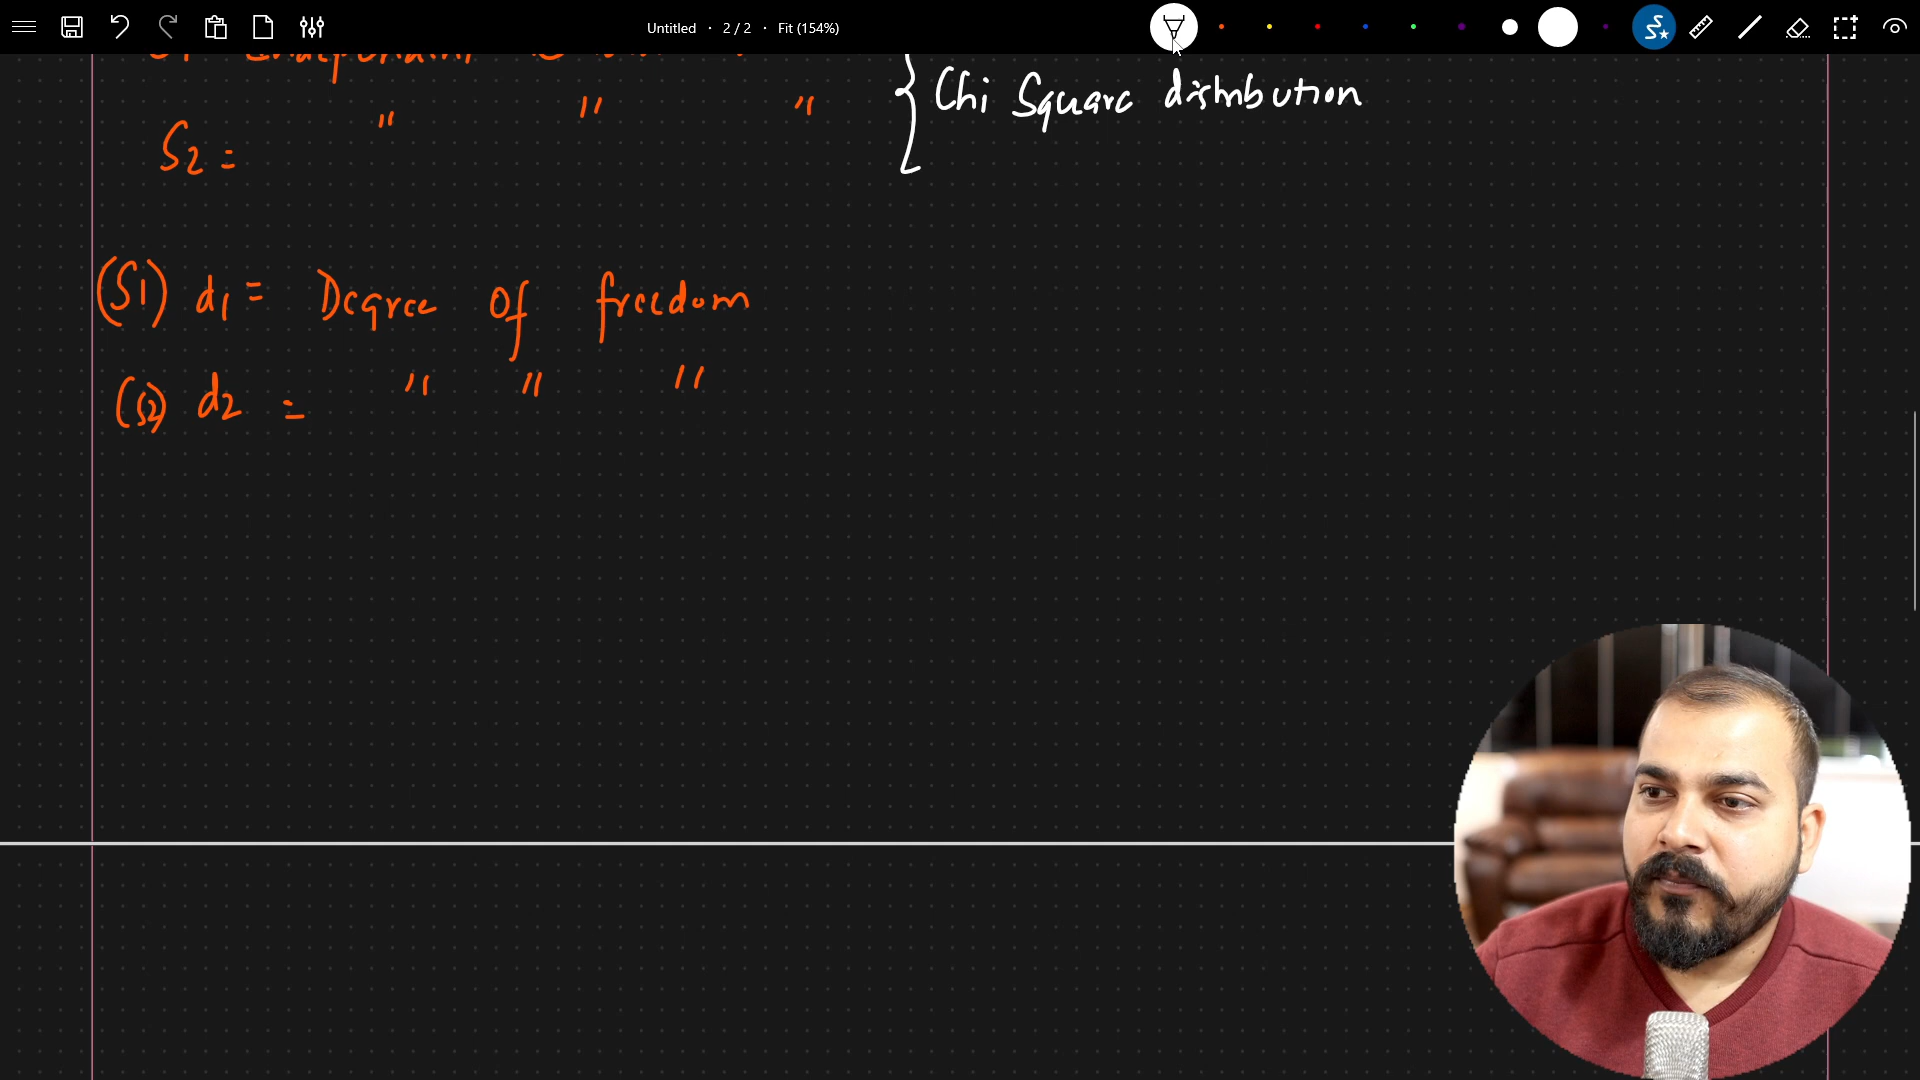 Untitled · 2 / 2 · Fit (154%)
Chi Square distribution
" " "
S2 =
(S1) d1 = Degree of freedom
(S2) d2 = " " "